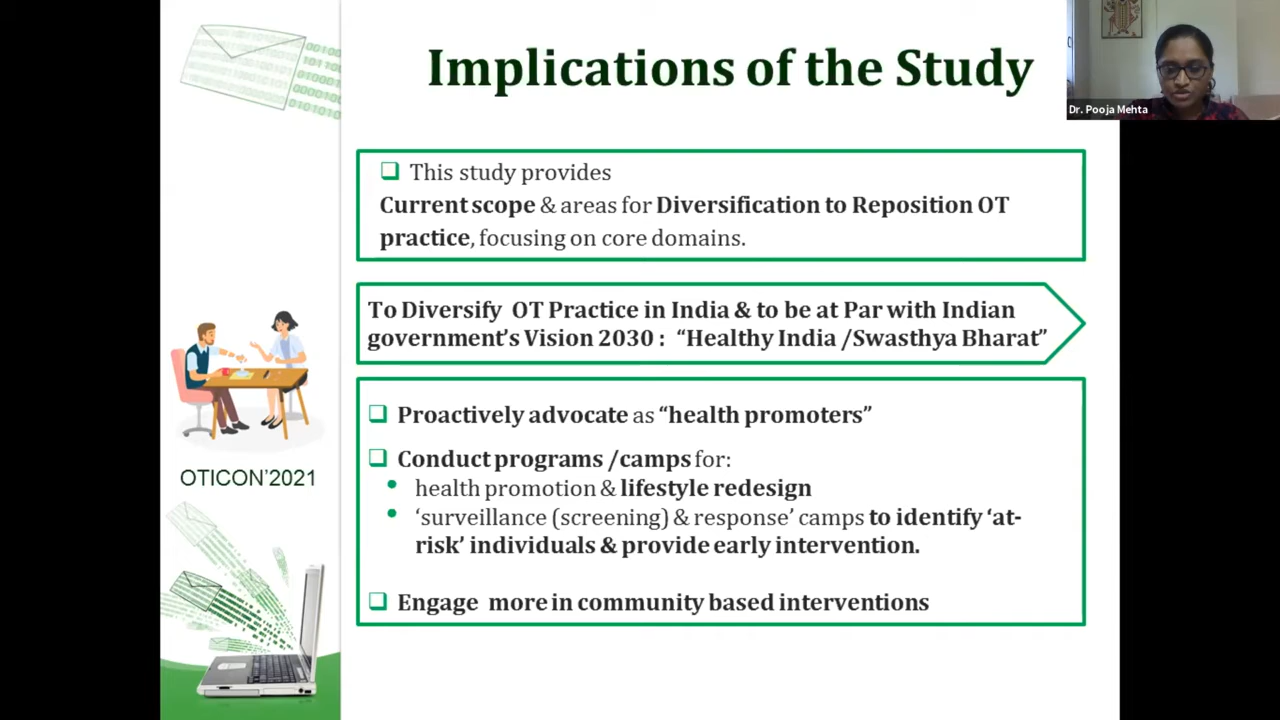 Implications of the Study
Dr. Pooja Mehta
This study provides
Current scope & areas for Diversification to Reposition OT
practice, focusing on core domains.
To Diversify OT Practice in India & to be at Par with Indian
government's Vision 2030 : “Healthy India /Swasthya Bharat”
Proactively advocate as “health promoters”
Conduct programs /camps for:
health promotion & lifestyle redesign
‘surveillance (screening) & response’ camps to identify ‘at-
risk’ individuals & provide early intervention.
Engage more in community based interventions
OTICON’2021